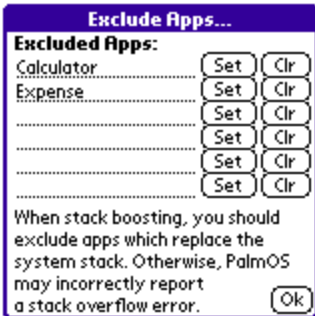 Exclude Apps...
Excluded Apps:
Calculator Set Clr
Expense Set Clr
Set Clr
Set Clr
Set Clr
Set Clr
When stack boosting, you should
exclude apps which replace the
system stack. Otherwise, PalmOS
may incorrectly report
a stack overflow error. Ok